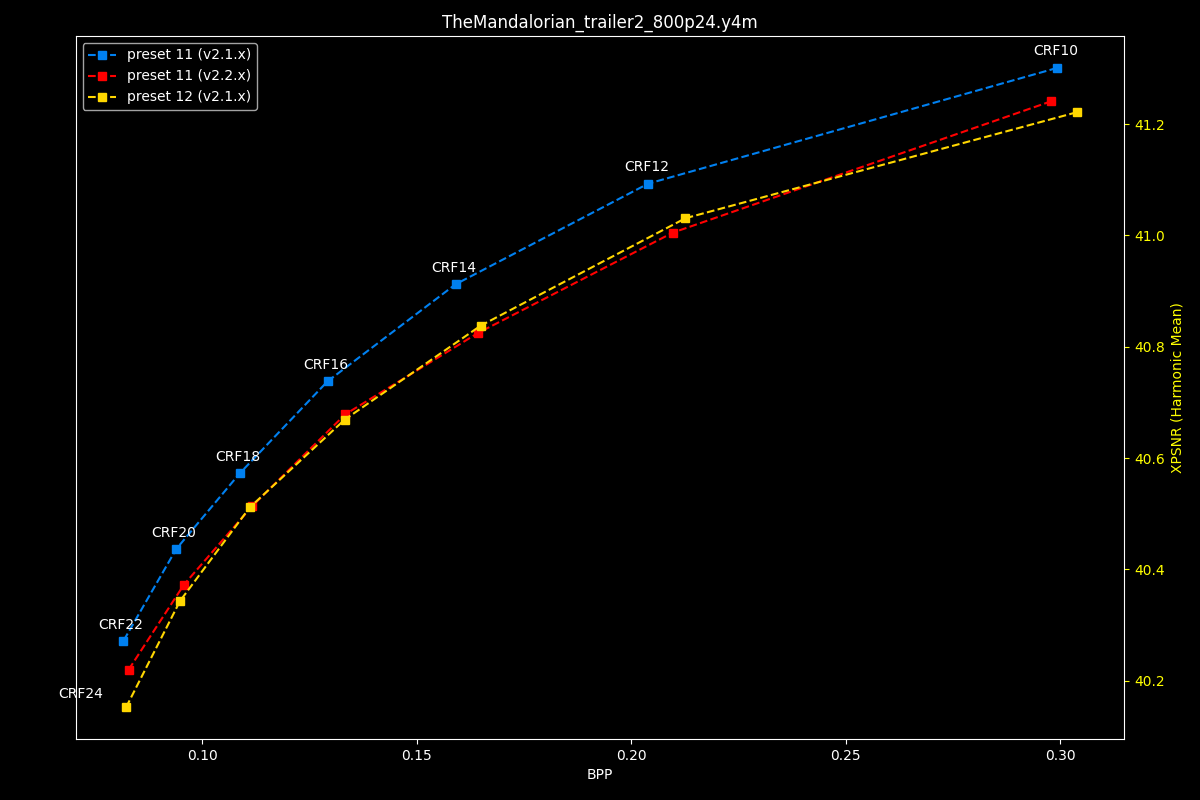 TheMandalorian_trailer2_800p24.y4m
preset 11 (v2.1.x)
preset 11 (v2.2.x)
preset 12 (v2.1.x)
CRF10
CRF12
CRF14
CRF16
CRF18
CRF20
CRF22
CRF24
41.2
41.0
40.8
40.6
40.4
40.2
XPSNR (Harmonic Mean)
0.10 0.15 0.20 0.25 0.30
BPP